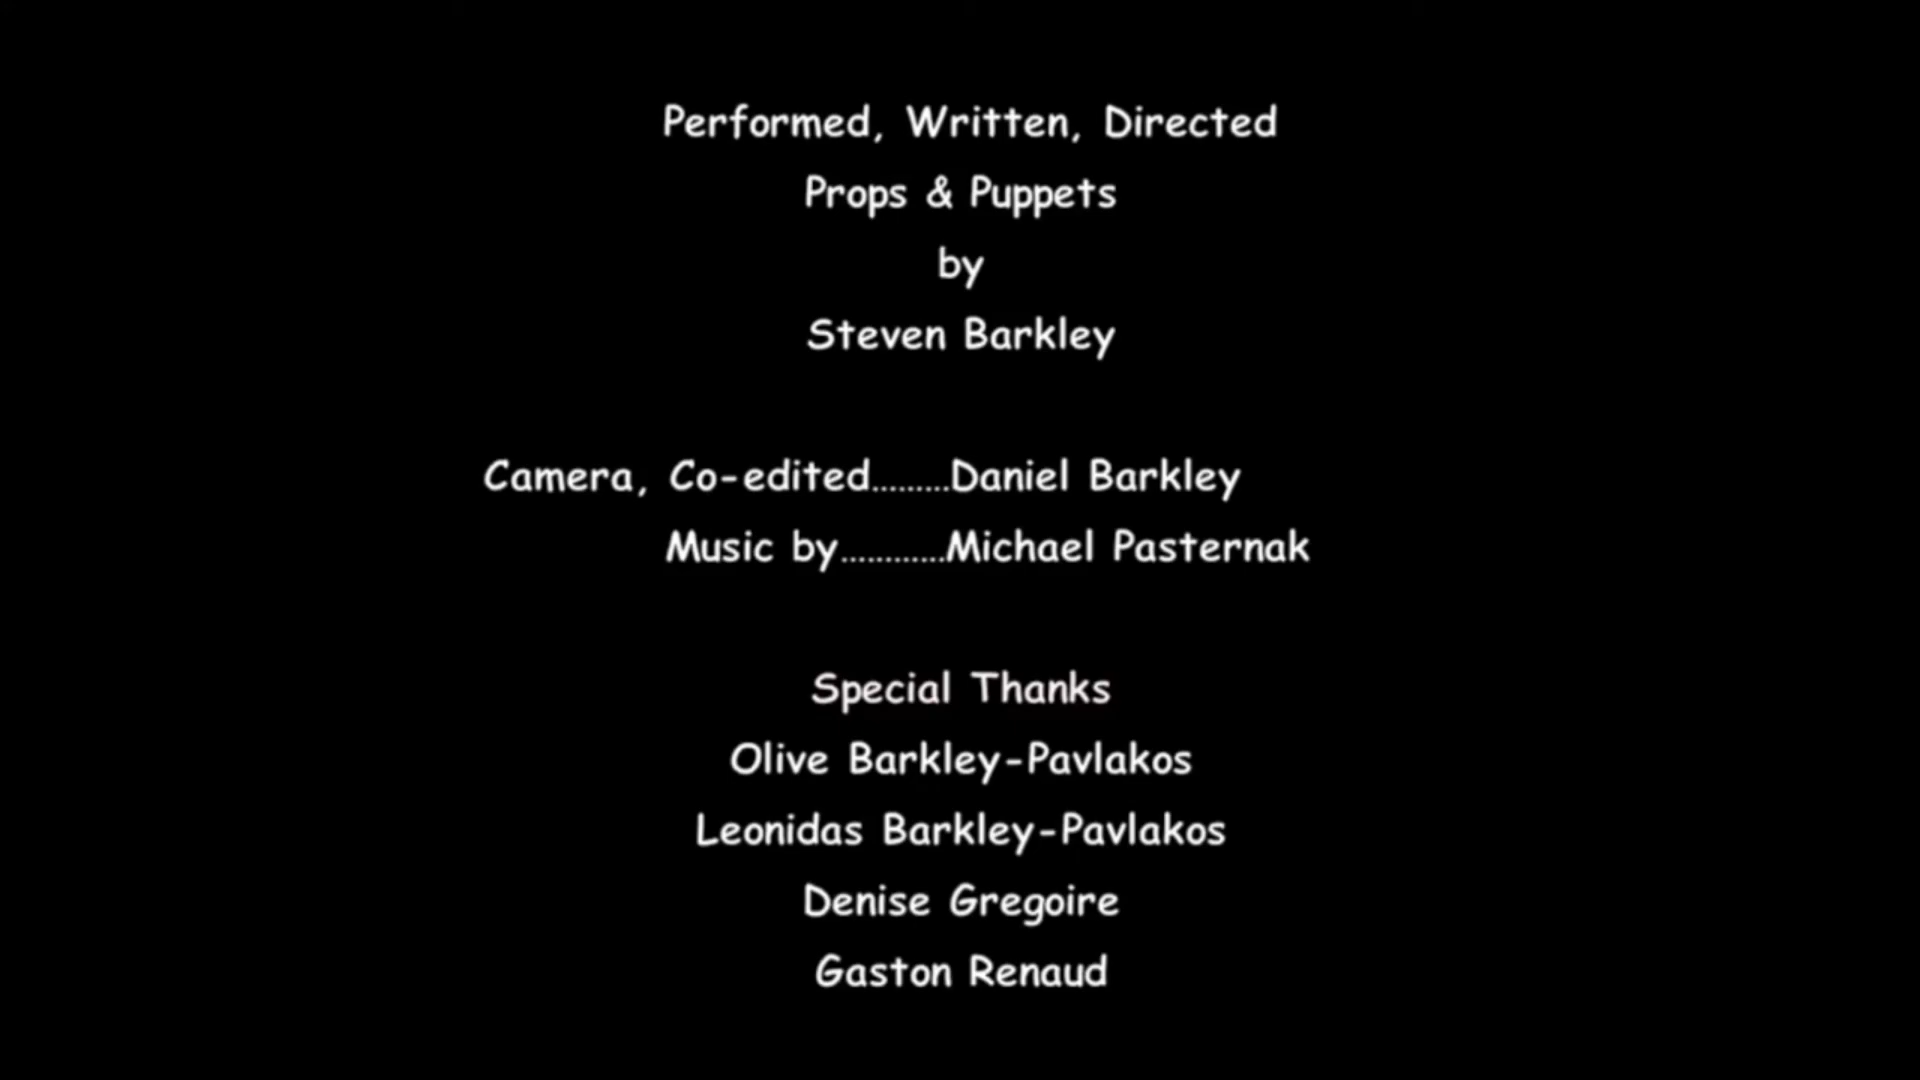 Performed, Written, Directed
Props & Puppets
by
Steven Barkley
Camera, Co-edited.........Daniel Barkley
Music by............Michael Pasternak
Special Thanks
Olive Barkley-Pavlakos
Leonidas Barkley-Pavlakos
Denise Gregoire
Gaston Renaud